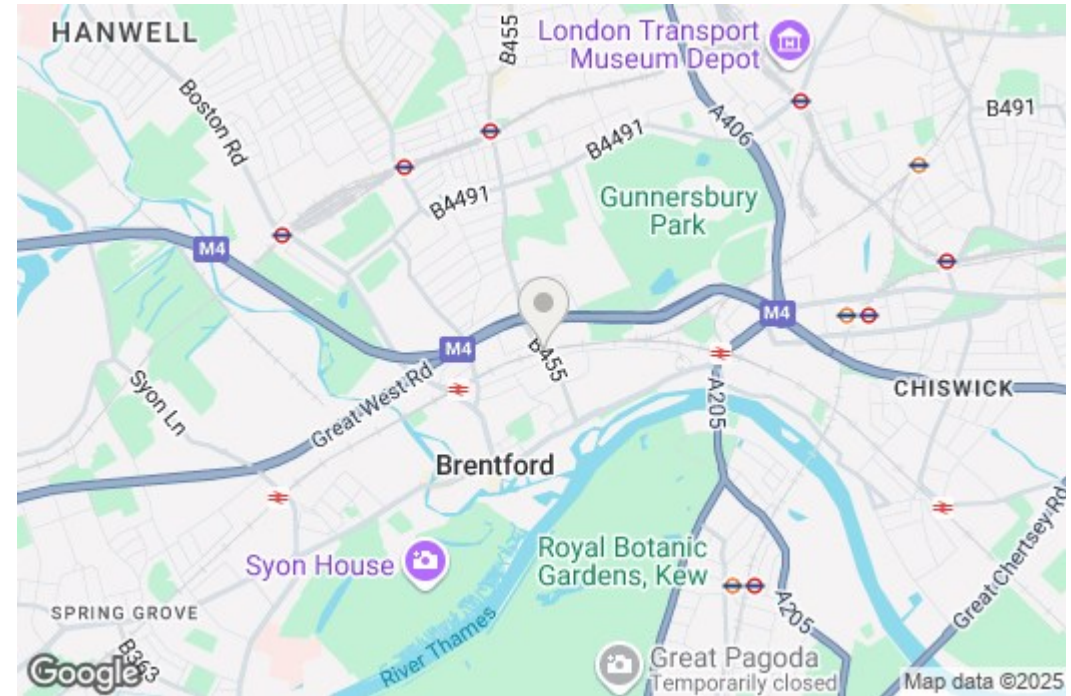 HANWELL
B455
London Transport
Museum Depot
Boston Rd
A406
B491
B4491
B4491
Gunnersbury
Park
M4
M4
M4
B455
Great West Rd
A205
CHISWICK
Syon Ln
Brentford
Syon House
Royal Botanic
Gardens, Kew
Great Chertsey Rd
A205
SPRING GROVE
B363
River Thames
Great Pagoda
Temporarily closed
Google
Map data ©2025